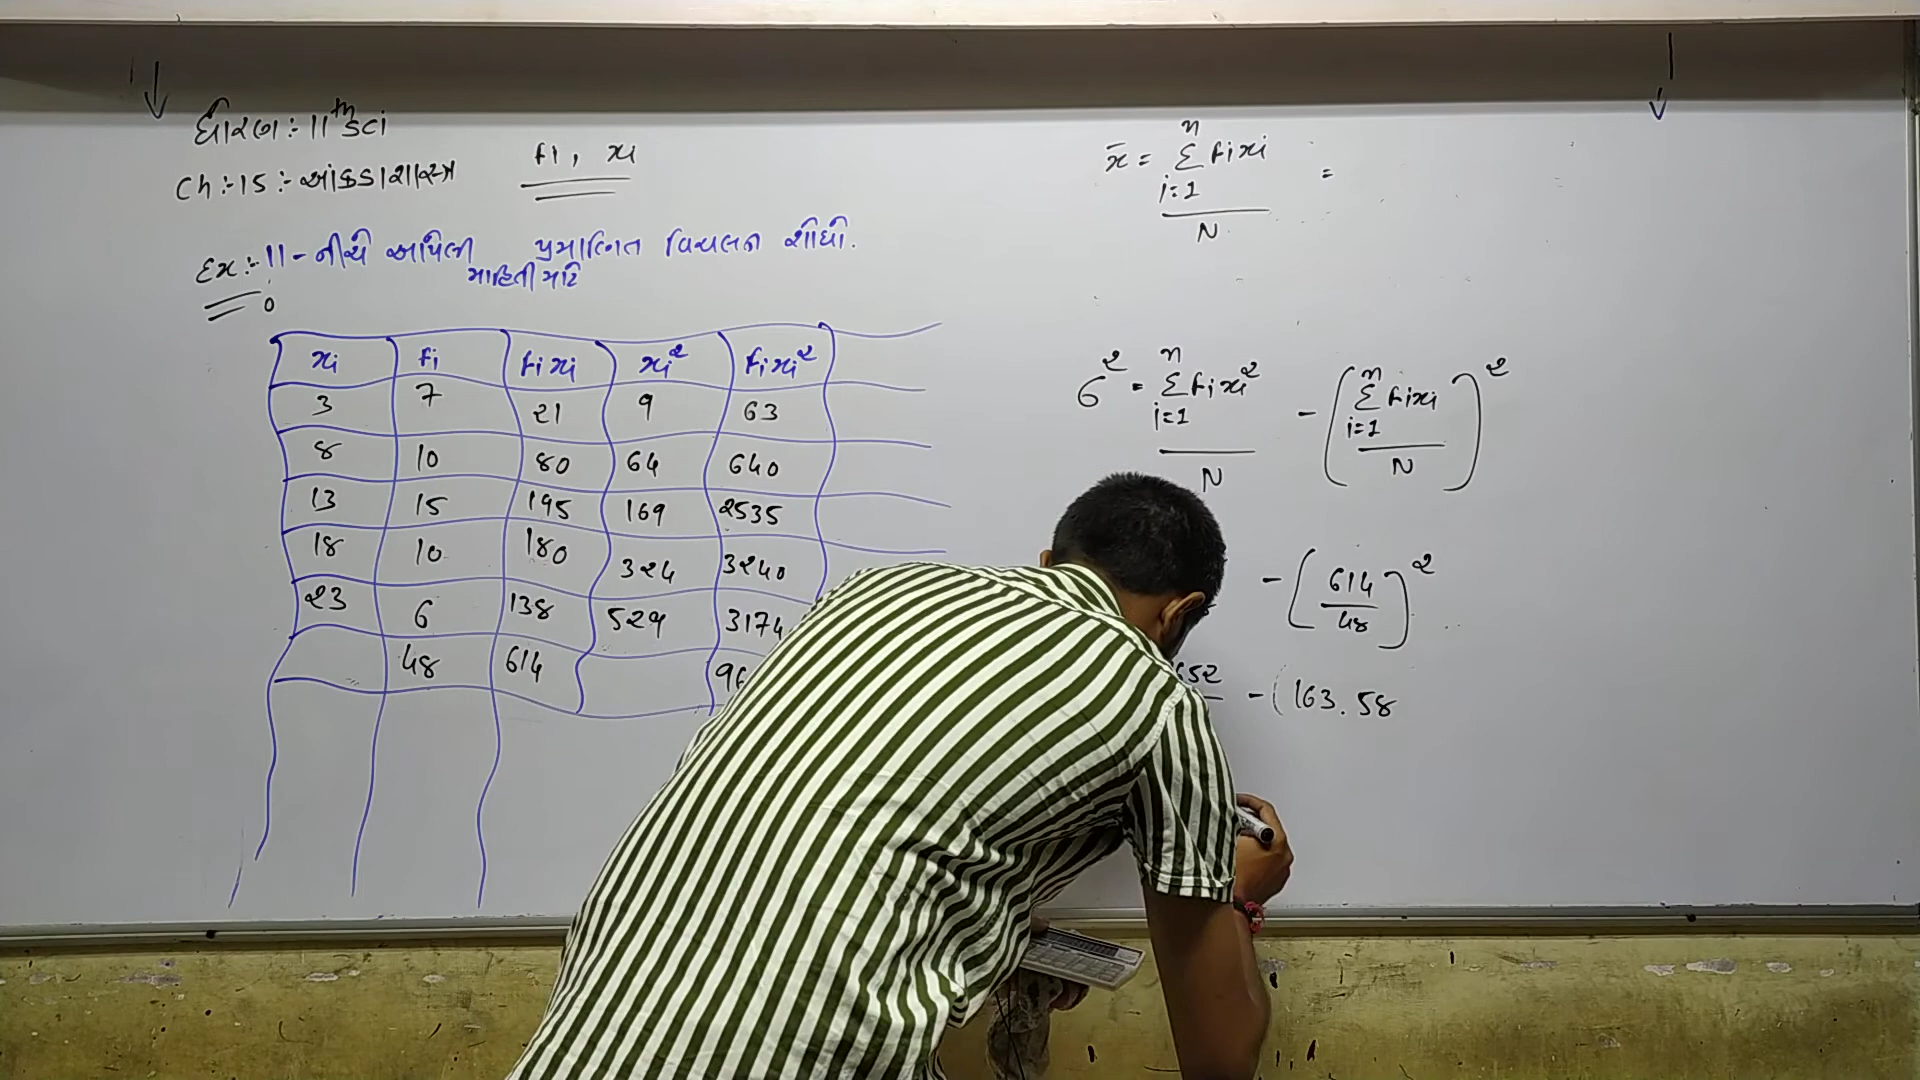 ધોરણ :- 11th sci
Ch :- 15 :- આંકડાશાસ્ત્ર
fi, xi
Ex :- 11 - નીચે આપેલી માહિતી માટે પ્રમાણિત વિચલન શોધો.
xi fi fixi xi² fixi²
3 7 21 9 63
8 10 80 64 640
13 15 195 169 2535
18 10 180 324 3240
23 6 138 529 3174
48 614 96
x̄ = Σ fixi =
n
i=1
N
σ² = Σ fixi² - (Σ fixi)²
n n
i=1 i=1
N N
- (614/48)²
652 - (163.58